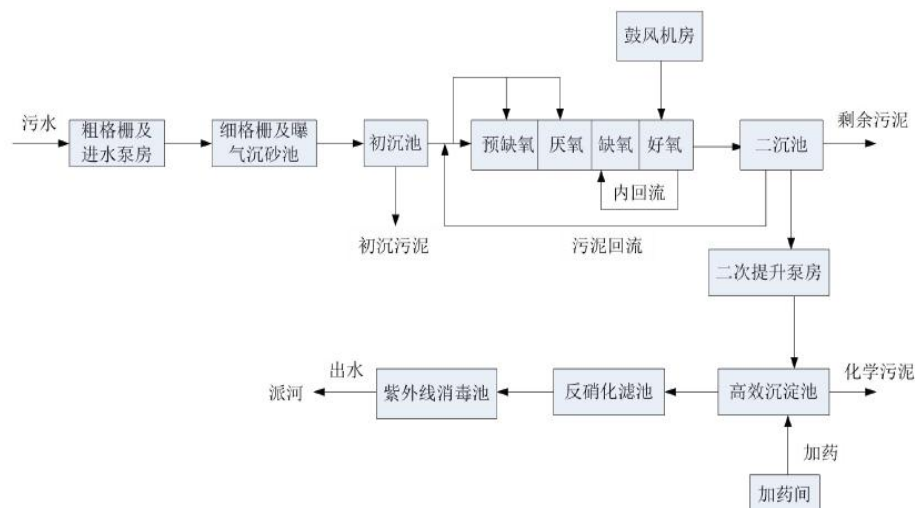 鼓风机房
污水
粗格栅及
进水泵房
细格栅及曝
气沉砂池
初沉池
预缺氧
厌氧
缺氧
好氧
二沉池
剩余污泥
内回流
初沉污泥
污泥回流
二次提升泵房
派河
出水
紫外线消毒池
反硝化滤池
高效沉淀池
化学污泥
加药
加药间